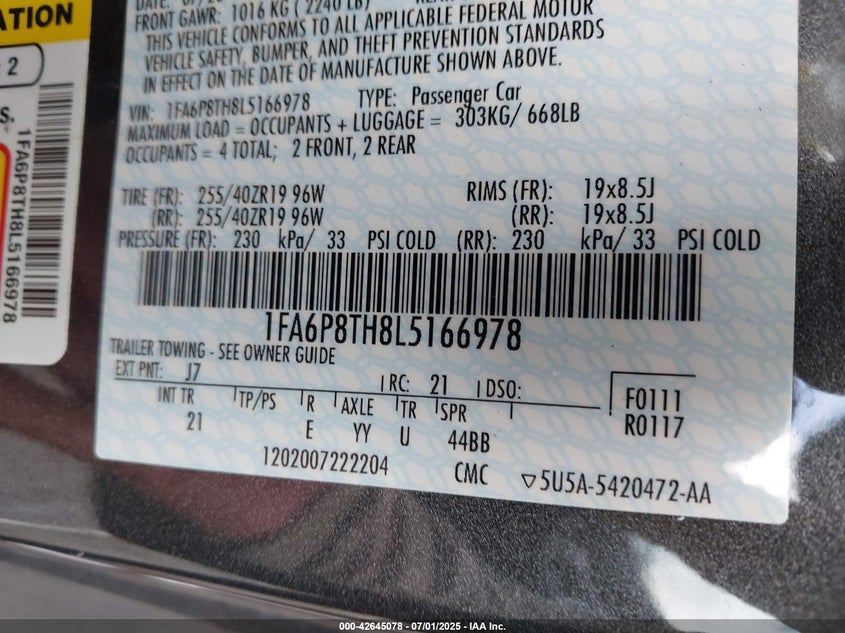 ATION
2
S.
1FA6P8TH8L5166978
FRONT GAWR: 1016 KG ( 2240 LB)
THIS VEHICLE CONFORMS TO ALL APPLICABLE FEDERAL MOTOR
VEHICLE SAFETY, BUMPER, AND THEFT PREVENTION STANDARDS
IN EFFECT ON THE DATE OF MANUFACTURE SHOWN ABOVE.
VIN: 1FA6P8TH8L5166978 TYPE: Passenger Car
MAXIMUM LOAD = OCCUPANTS + LUGGAGE = 303KG/ 668LB
OCCUPANTS = 4 TOTAL; 2 FRONT, 2 REAR
TIRE (FR): 255/40ZR19 96W RIMS (FR): 19x8.5J
(RR): 255/40ZR19 96W (RR): 19x8.5J
PRESSURE (FR): 230 kPa/ 33 PSI COLD (RR): 230 kPa/ 33 PSI COLD
1FA6P8TH8L5166978
TRAILER TOWING - SEE OWNER GUIDE
EXT PNT: J7 RC: 21 DSO:
INT TR TP/PS R AXLE TR SPR F0111
21 E YY U 44BB R0117
1202007222204 CMC ▽5U5A-5420472-AA
000-42645078 - 07/01/2025 - IAA Inc.